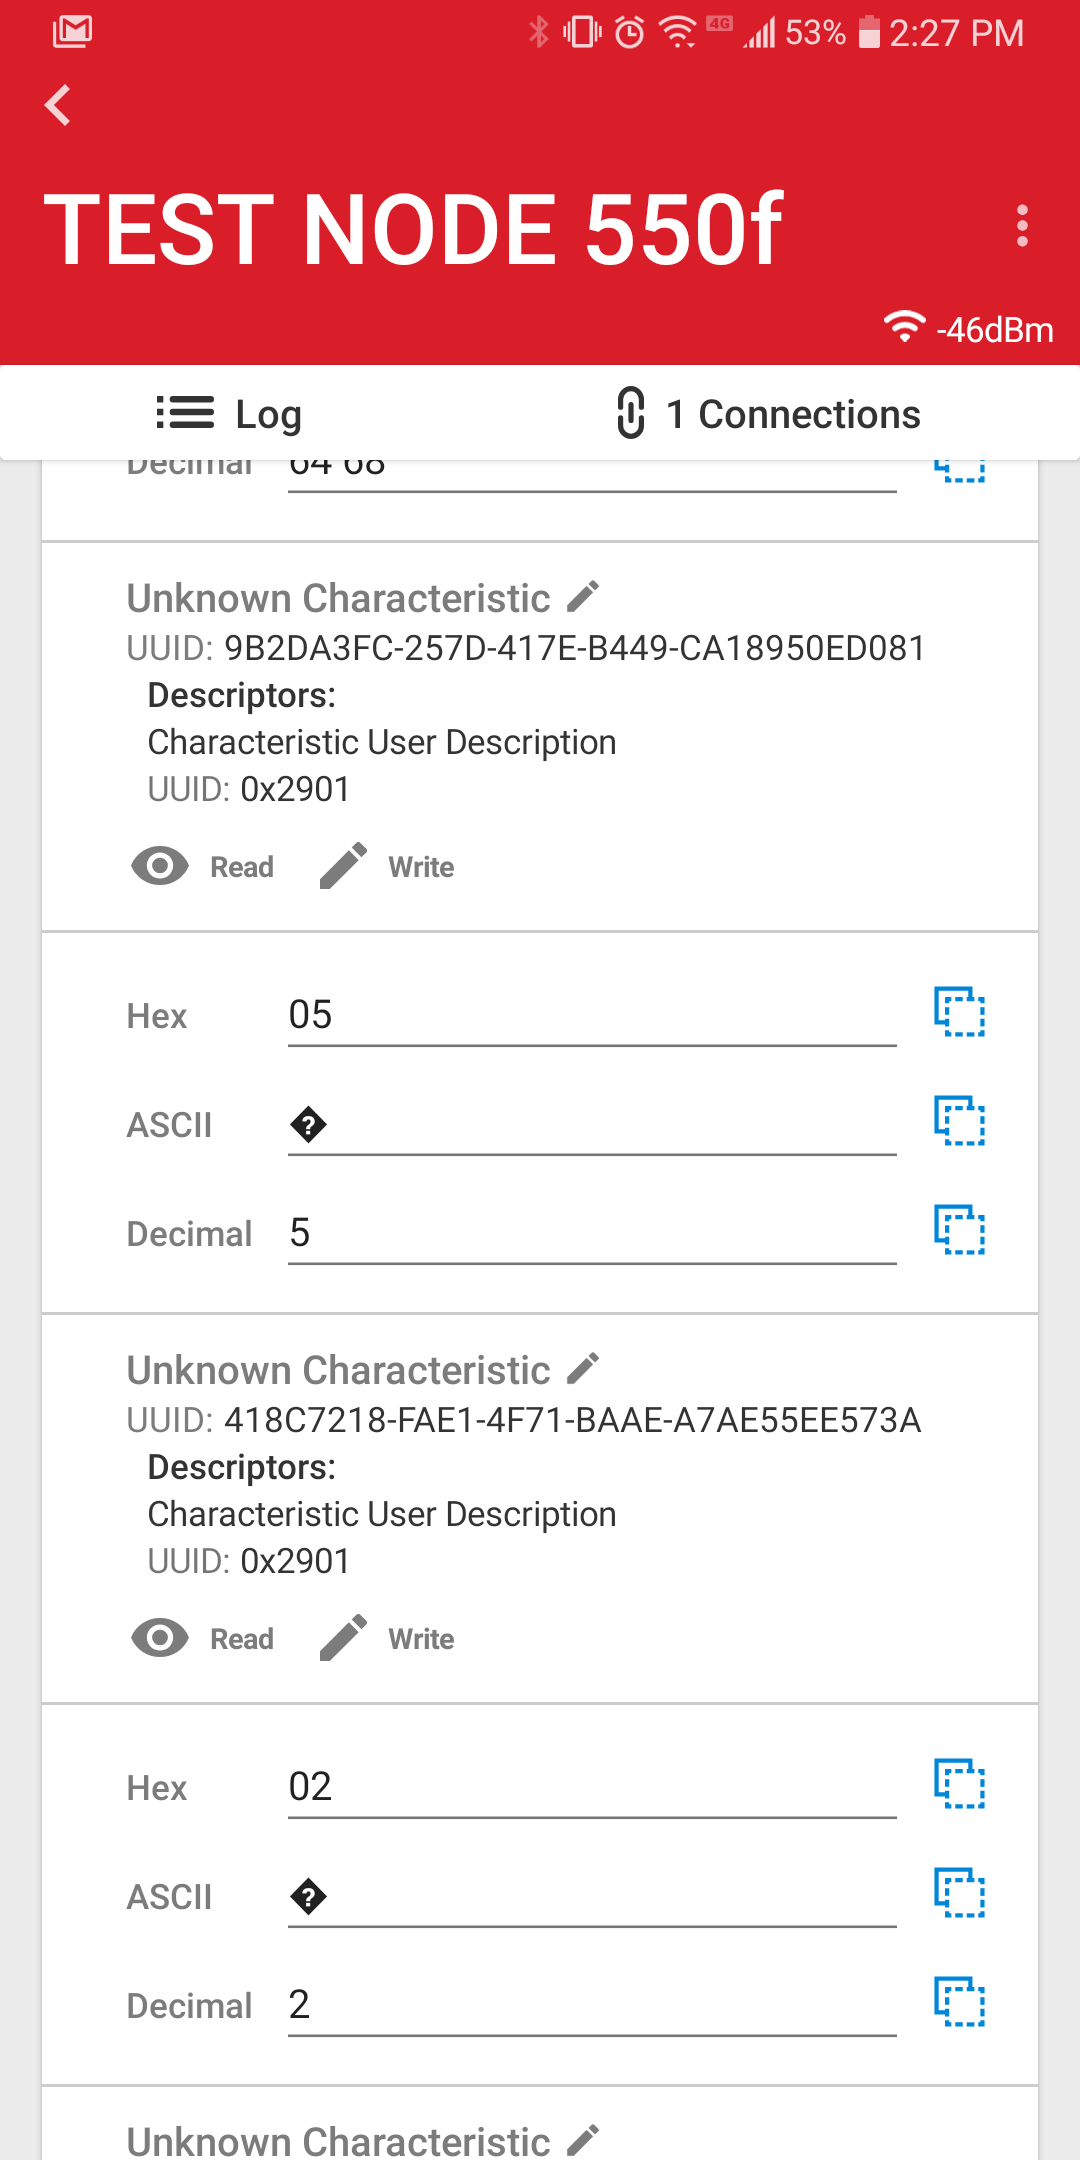 4G 53% 2:27 PM
TEST NODE 550f
-46dBm
Log 1 Connections
Decimal 64 68
Unknown Characteristic
UUID: 9B2DA3FC-257D-417E-B449-CA18950ED081
Descriptors:
Characteristic User Description
UUID: 0x2901
Read Write
Hex 05
ASCII �
Decimal 5
Unknown Characteristic
UUID: 418C7218-FAE1-4F71-BAAE-A7AE55EE573A
Descriptors:
Characteristic User Description
UUID: 0x2901
Read Write
Hex 02
ASCII �
Decimal 2
Unknown Characteristic